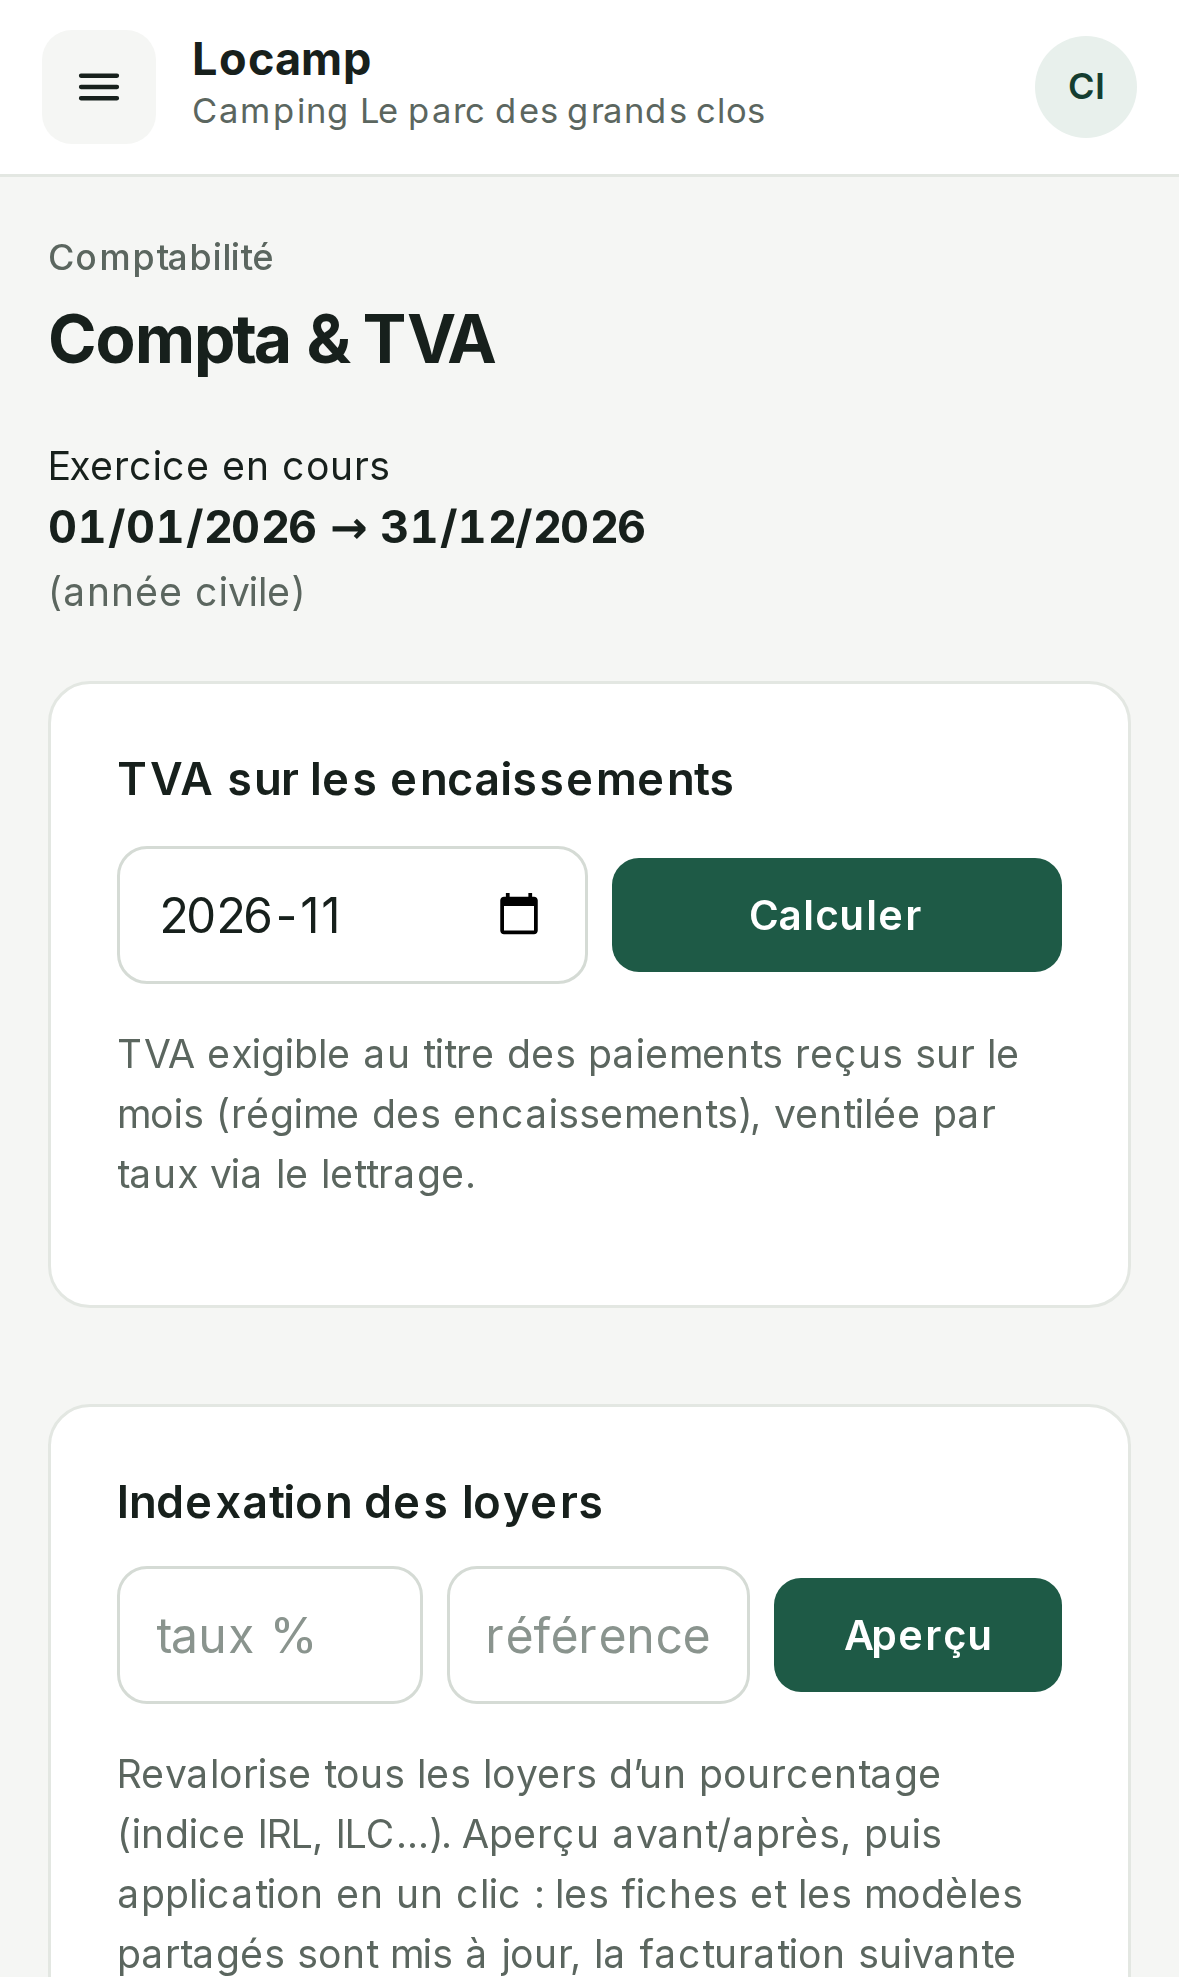 Locamp
Camping Le parc des grands clos
CI
Comptabilité
Compta & TVA
Exercice en cours
01/01/2026 → 31/12/2026
(année civile)
TVA sur les encaissements
2026-11
Calculer
TVA exigible au titre des paiements reçus sur le
mois (régime des encaissements), ventilée par
taux via le lettrage.
Indexation des loyers
taux %
référence
Aperçu
Revalorise tous les loyers d’un pourcentage
(indice IRL, ILC…). Aperçu avant/après, puis
application en un clic : les fiches et les modèles
partagés sont mis à jour, la facturation suivante